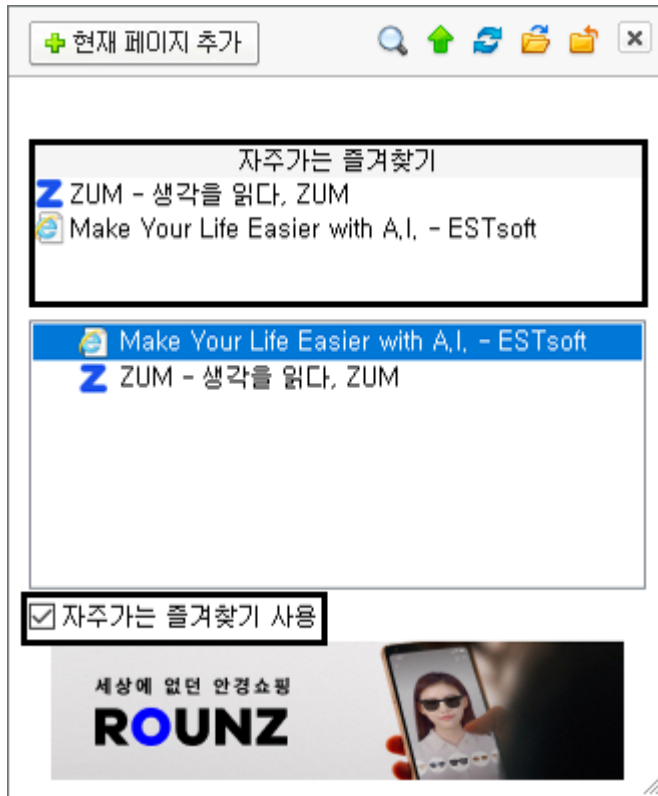 현재 페이지 추가
자주가는 즐겨찾기
ZUM - 생각을 읽다, ZUM
Make Your Life Easier with A.I. - ESTsoft
Make Your Life Easier with A.I. - ESTsoft
ZUM - 생각을 읽다, ZUM
자주가는 즐겨찾기 사용
세상에 없던 안경쇼핑
ROUNZ